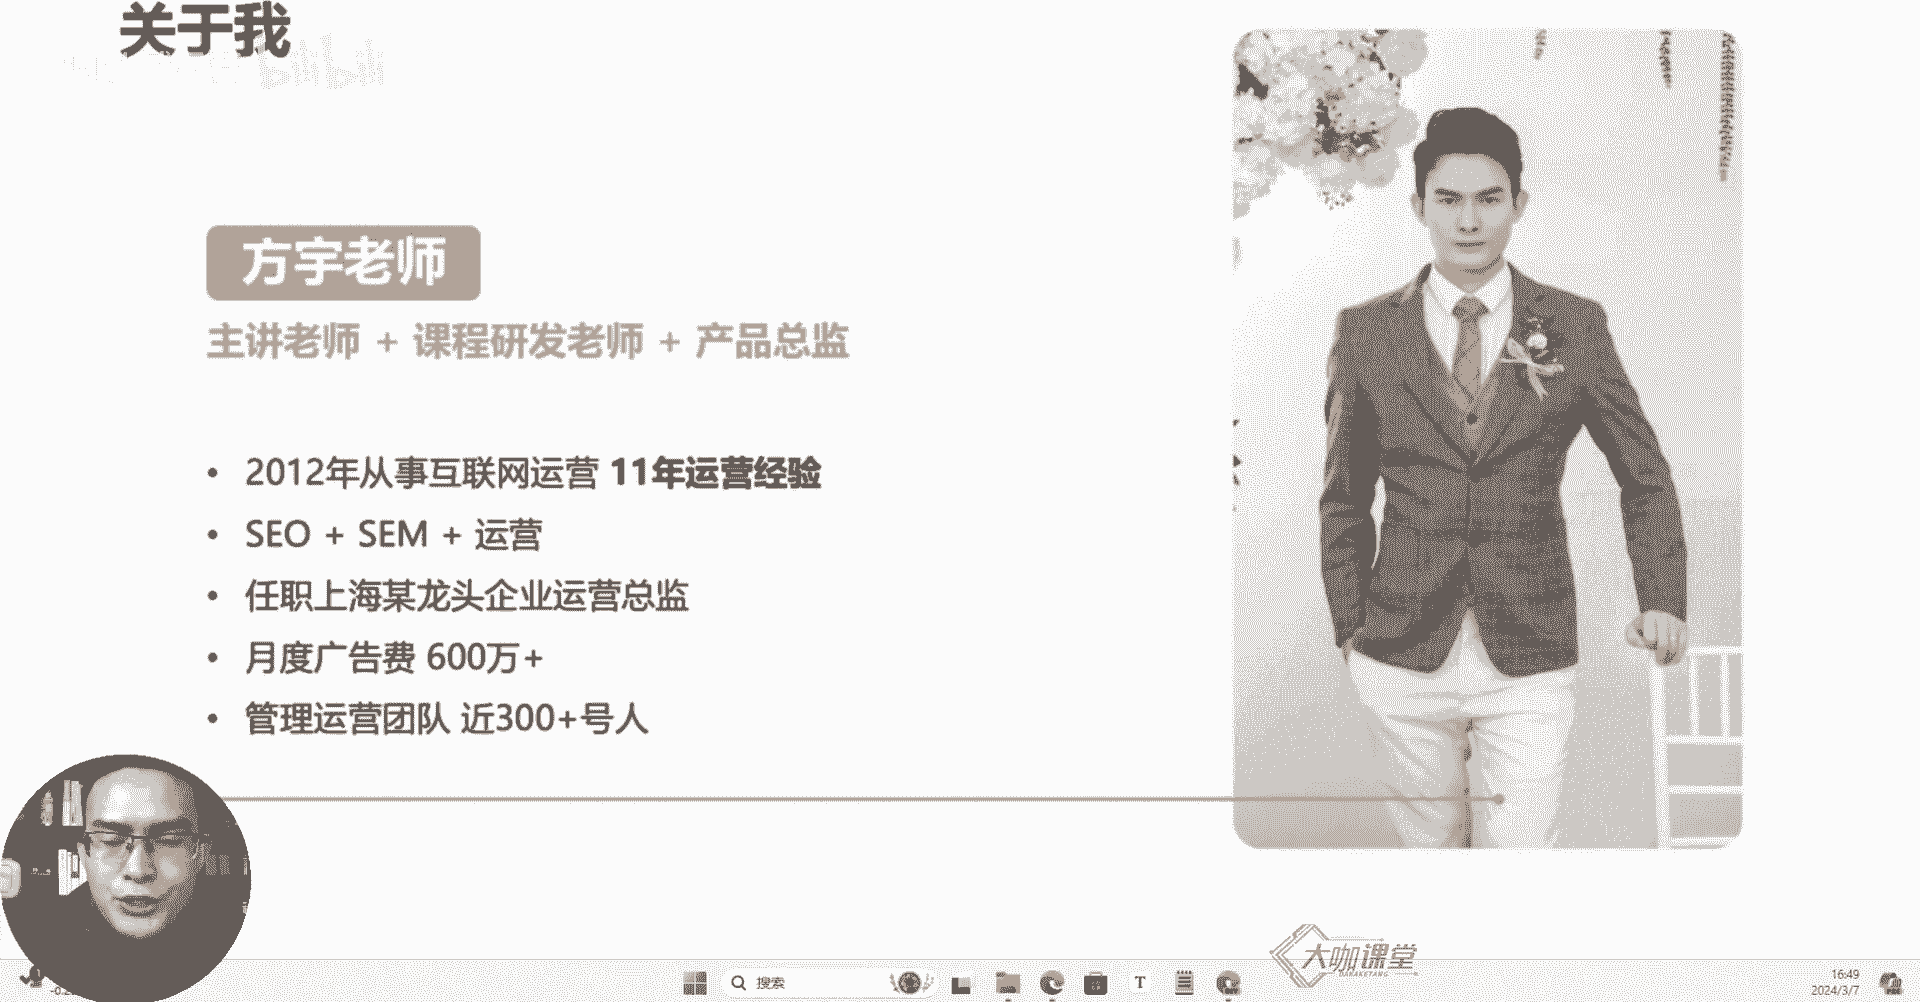 关于我
bilibili
方宇老师
主讲老师 + 课程研发老师 + 产品总监
• 2012年从事互联网运营 11年运营经验
• SEO + SEM + 运营
• 任职上海某龙头企业运营总监
• 月度广告费 600万+
• 管理运营团队 近300+号人
大咖课堂
DAKAKETANG
搜索
T
16:49
2024/3/7